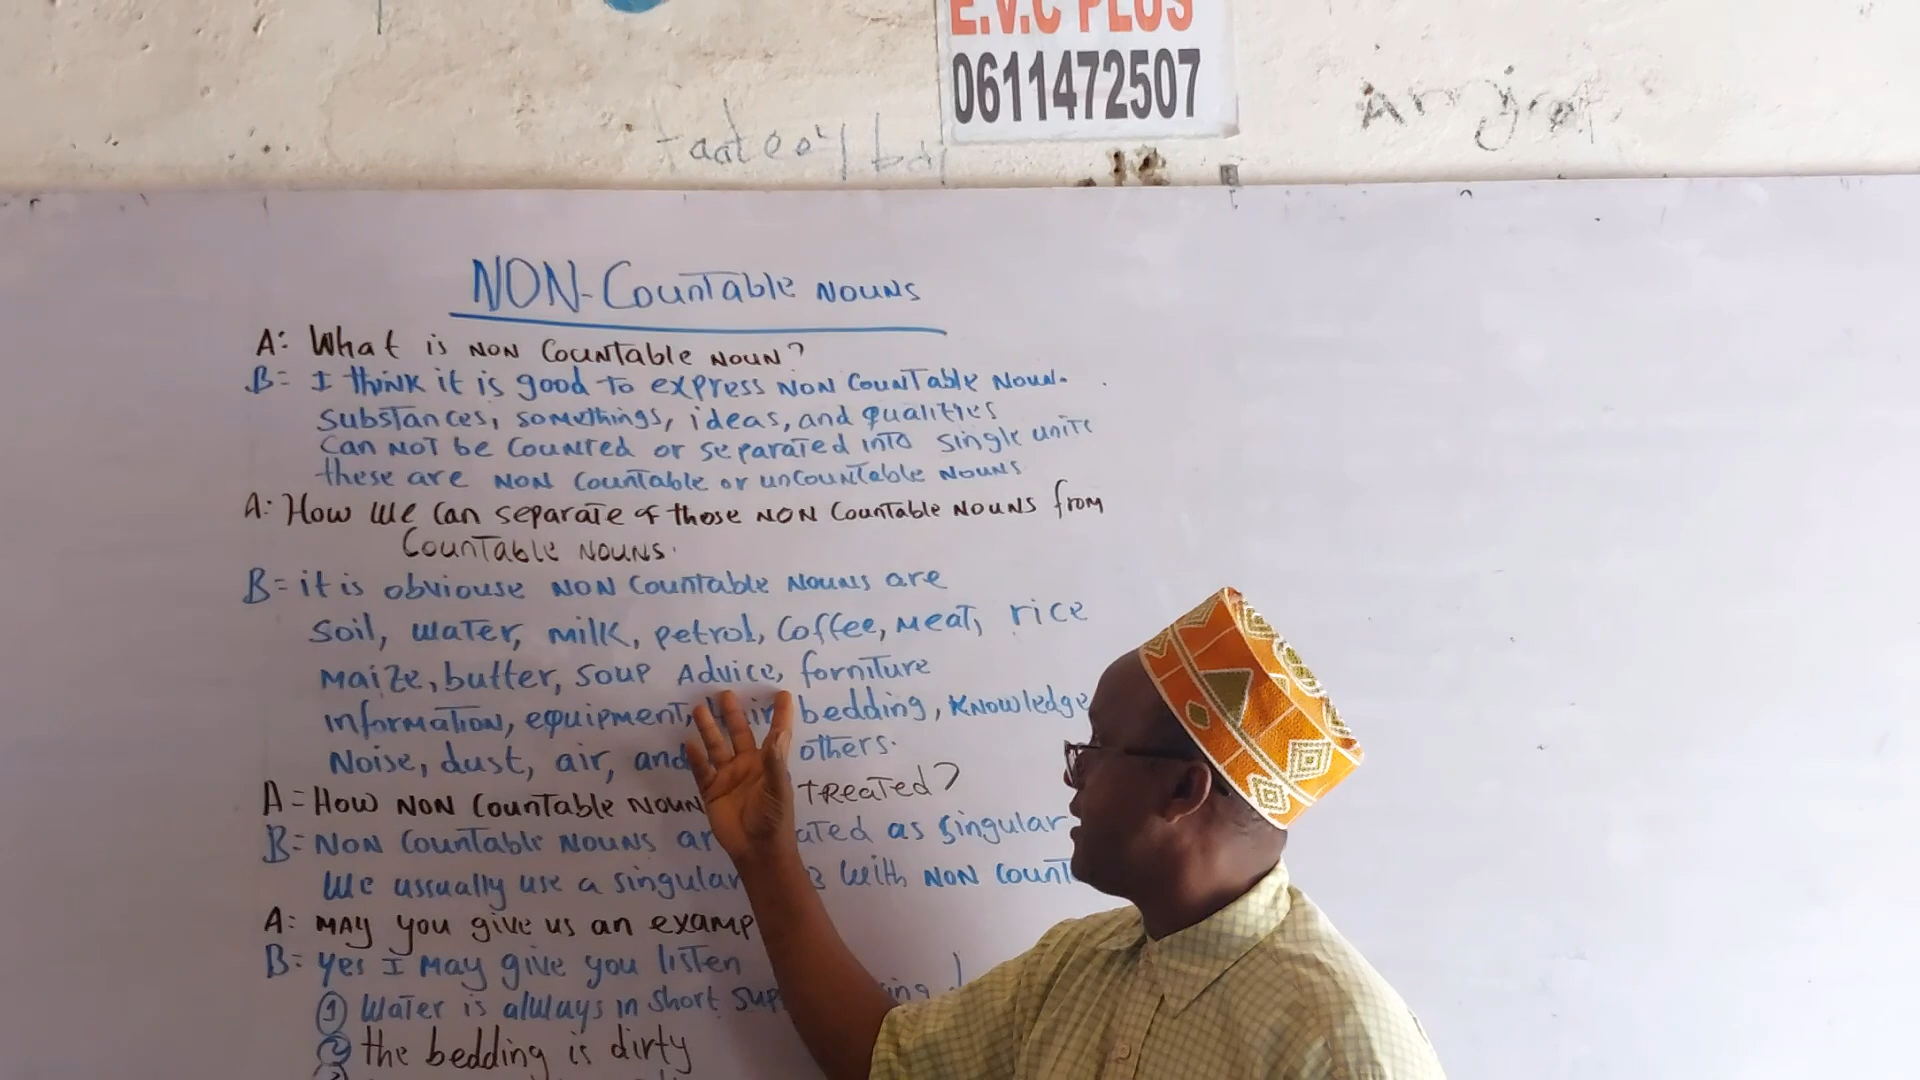 E.V.C PLUS
0611472507
NON-Countable NOUNS
A: What is NON Countable NOUN?
B= I think it is good to express NON Countable Noun.
substances, somethings, ideas, and qualities
can NOT be counted or separated into single units
these are NON Countable or uncountable NOUNS
A: How we can separate of those NON Countable NOUNS from
Countable NOUNS.
B= it is obviouse NON Countable Nouns are
Soil, water, milk, petrol, Coffee, Meat, rice
Maize, butter, soup Advice, forniture
information, equipment, Hair bedding, Knowledge
Noise, dust, air, and others.
A= How NON Countable NOUN treated?
B= NON Countable NOUNS as singular
We ussually use a singular with NON
A: MAY you give us an
B= yes I May give you listen
① Water is always in short
② the bedding is dirty